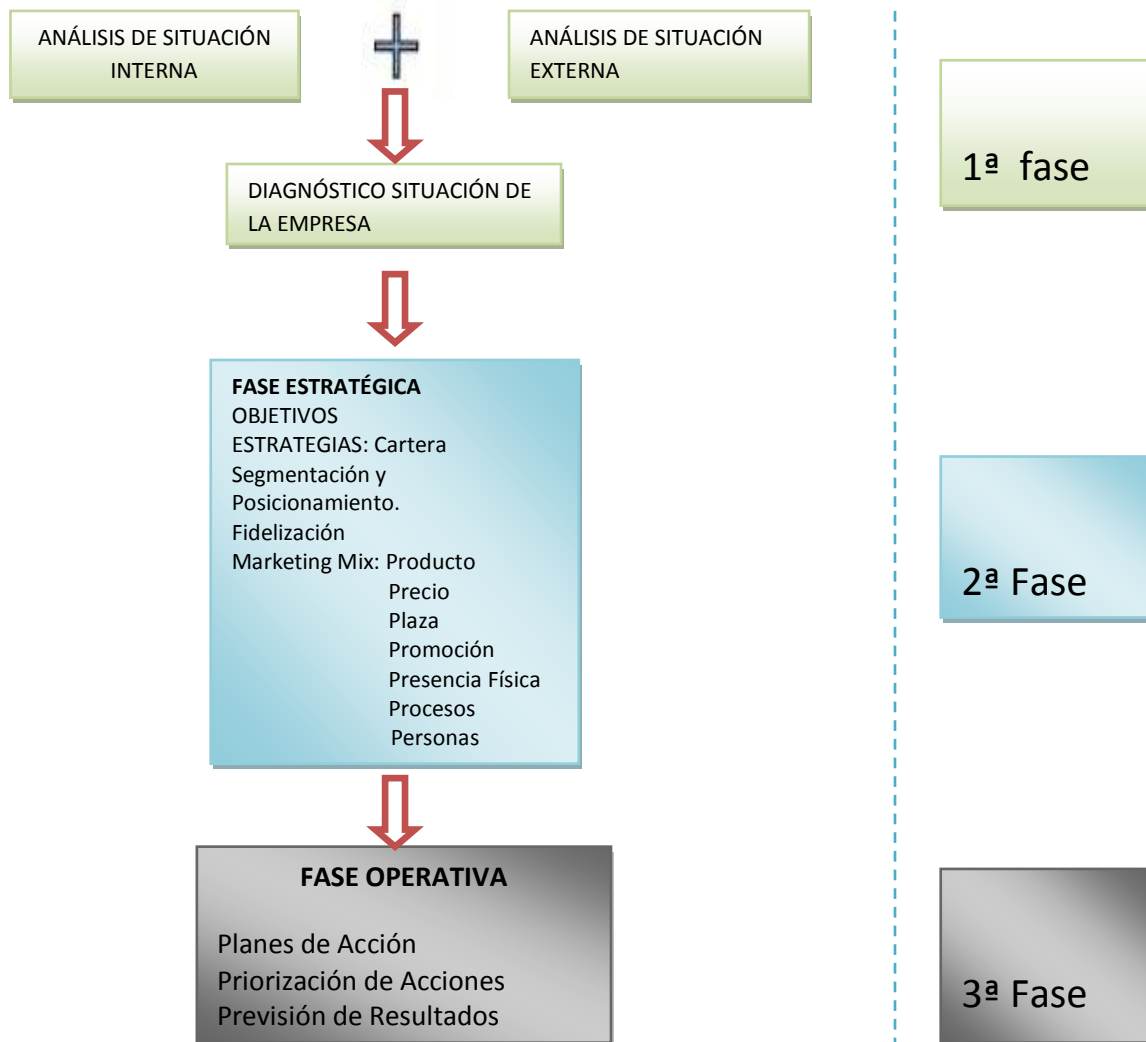 ANÁLISIS DE SITUACIÓN
INTERNA
ANÁLISIS DE SITUACIÓN
EXTERNA
DIAGNÓSTICO SITUACIÓN DE
LA EMPRESA
1ª fase
FASE ESTRATÉGICA
OBJETIVOS
ESTRATEGIAS: Cartera
Segmentación y
Posicionamiento.
Fidelización
Marketing Mix: Producto
Precio
Plaza
Promoción
Presencia Física
Procesos
Personas
2ª Fase
FASE OPERATIVA
Planes de Acción
Priorización de Acciones
Previsión de Resultados
3ª Fase